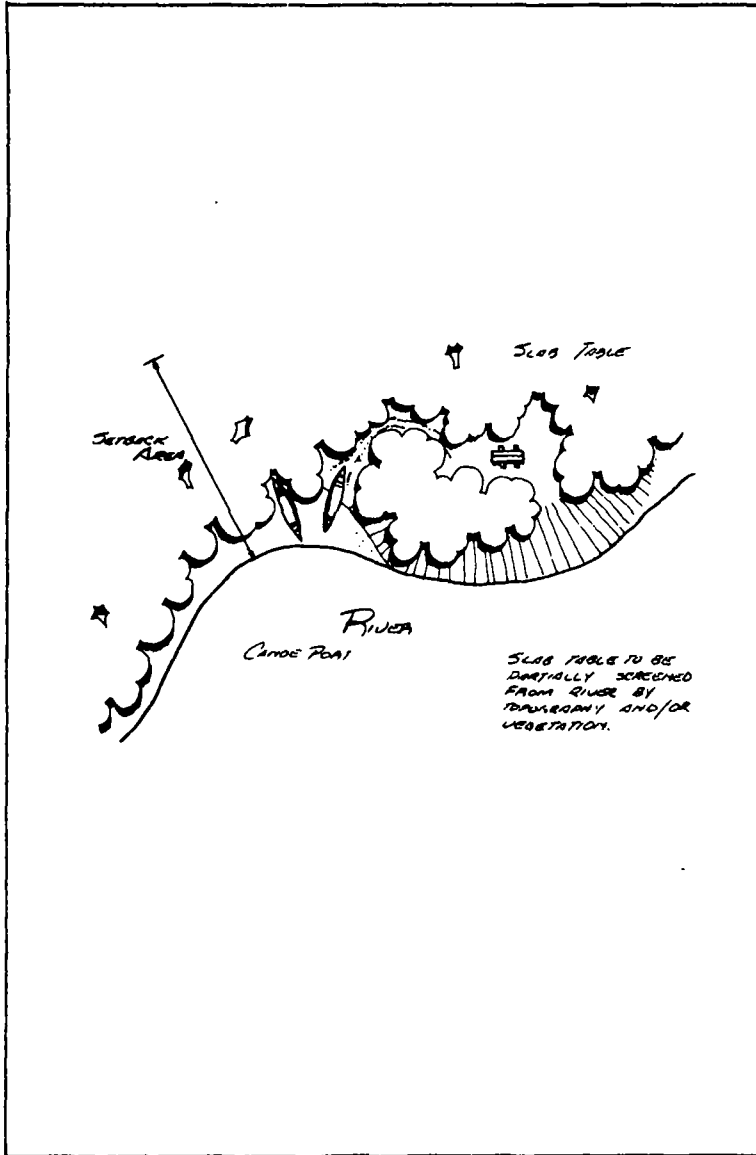 SLAB TABLE
SETBACK
AREA
RIVER
CANOE PORT
SLAB TABLE TO BE
PARTIALLY SCREENED
FROM RIVER BY
TOPOGRAPHY AND/OR
VEGETATION.